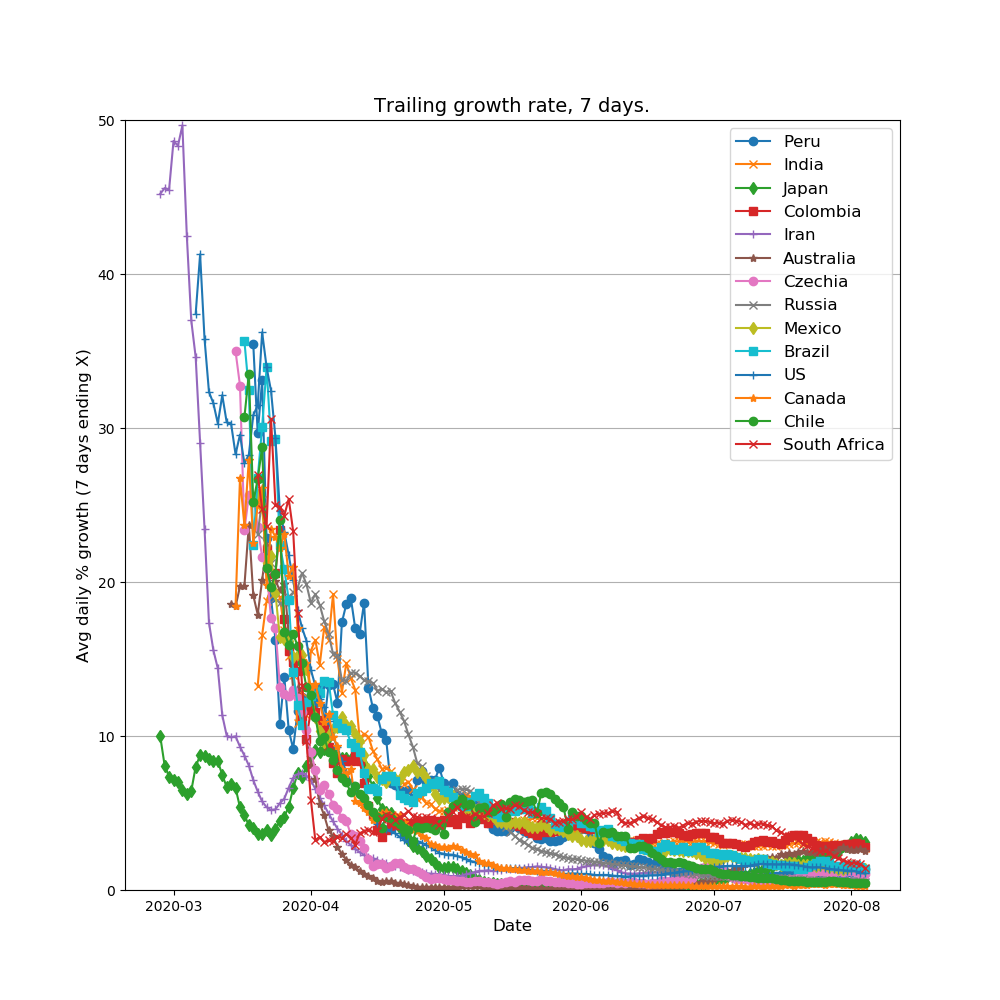 Trailing growth rate, 7 days.
Avg daily % growth (7 days ending X)
50
40
30
20
10
0
Peru
India
Japan
Colombia
Iran
Australia
Czechia
Russia
Mexico
Brazil
US
Canada
Chile
South Africa
2020-03 2020-04 2020-05 2020-06 2020-07 2020-08
Date